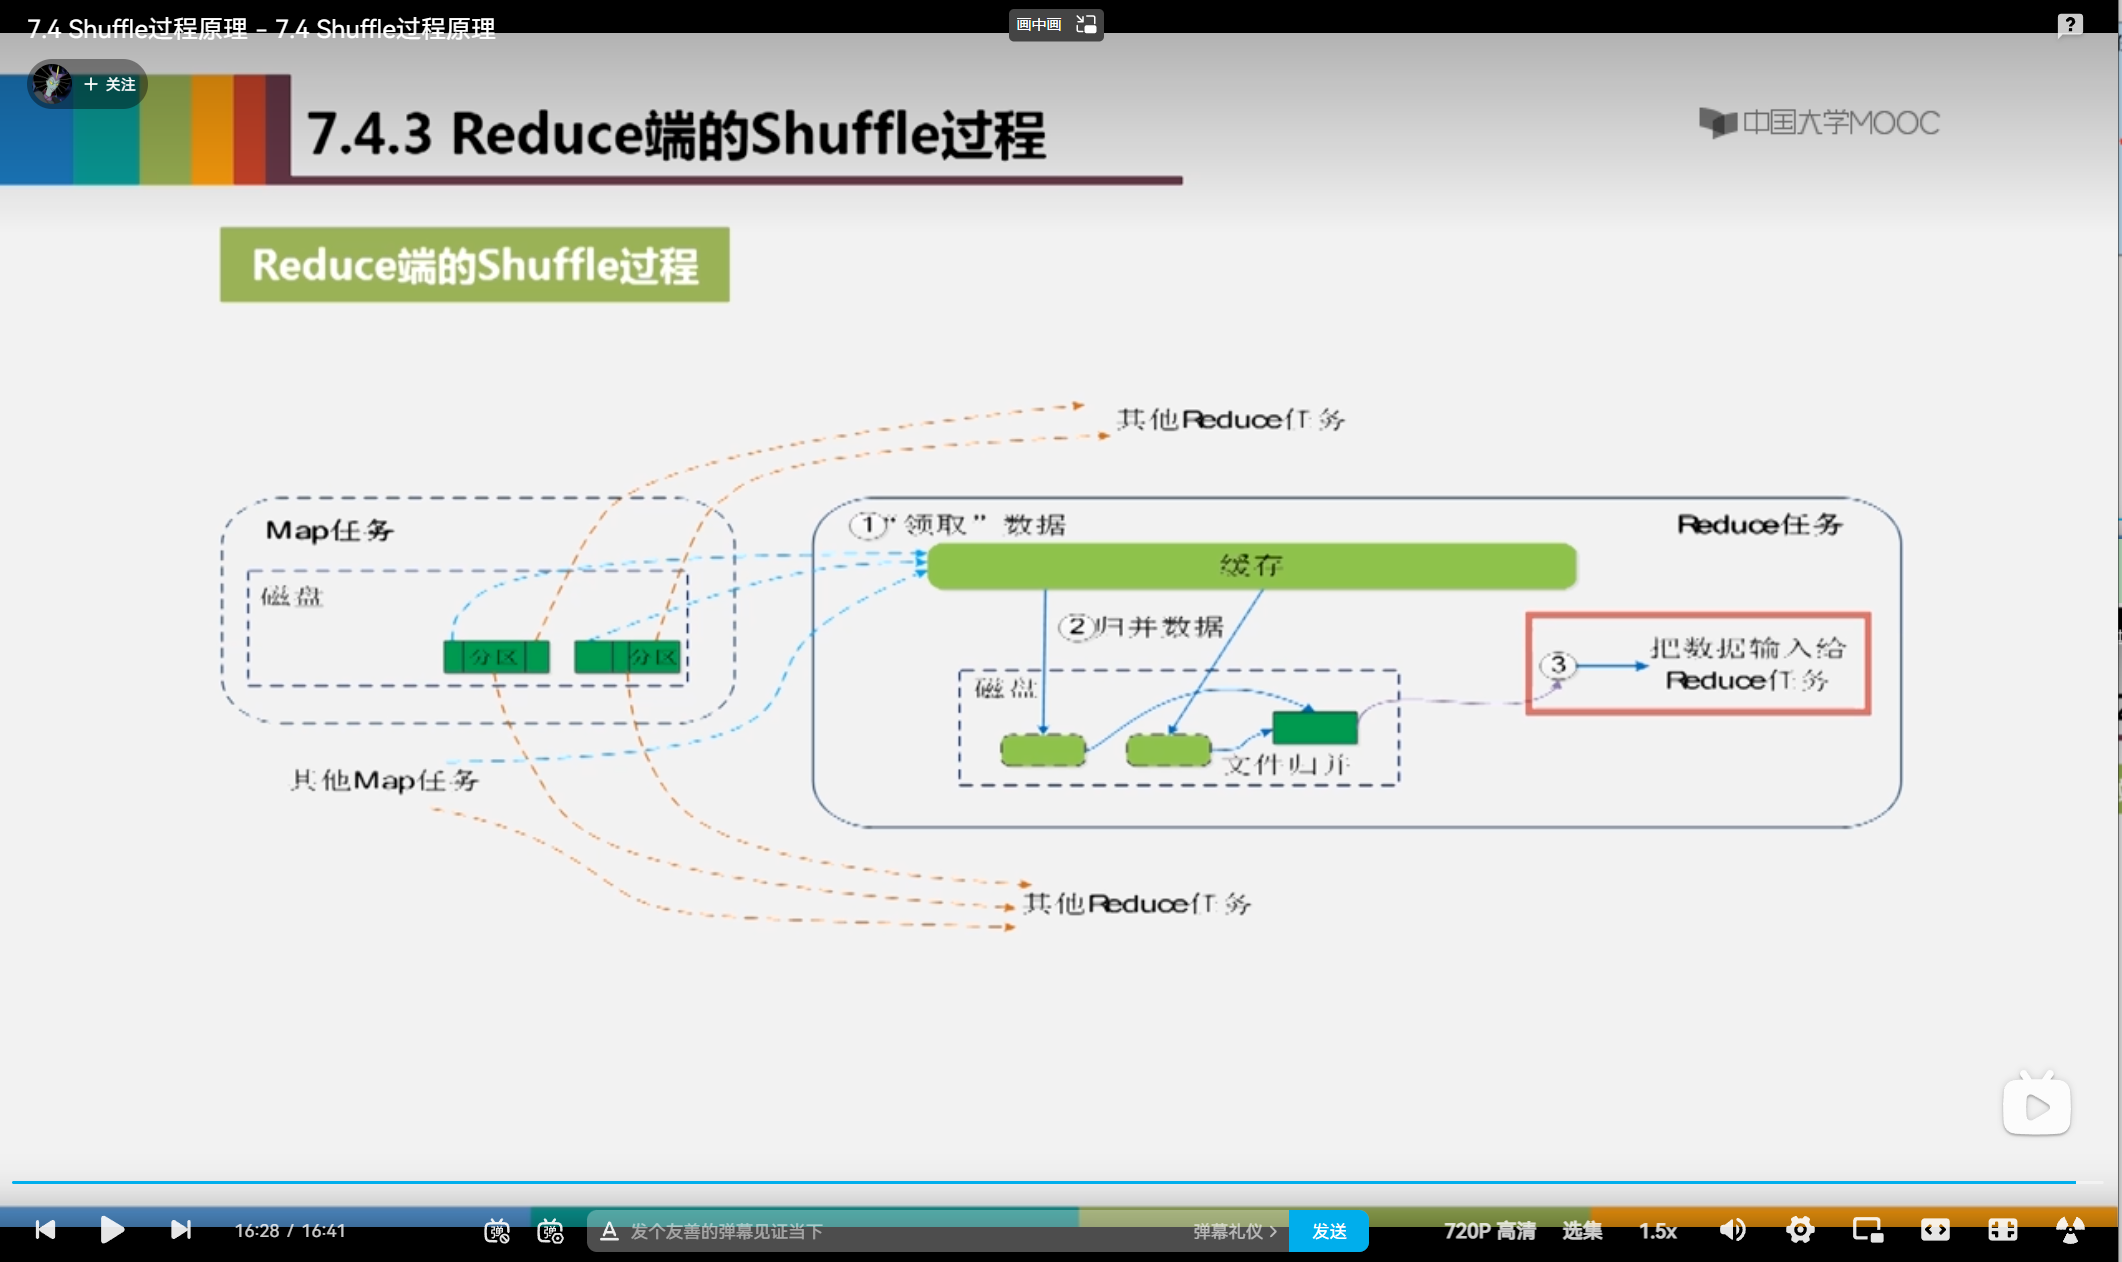 7.4 Shuffle过程原理 - 7.4 Shuffle过程原理
画中画
+ 关注
7.4.3 Reduce端的Shuffle过程
中国大学MOOC
Reduce端的Shuffle过程
其他Reduce任务
Map任务
①“领取”数据
Reduce任务
缓存
磁盘
分区
分区
②归并数据
③
把数据输入给
Reduce任务
磁盘
文件归并
其他Map任务
其他Reduce任务
16:28 / 16:41
弹
弹
A
发个友善的弹幕见证当下
弹幕礼仪 >
发送
720P 高清
选集
1.5x